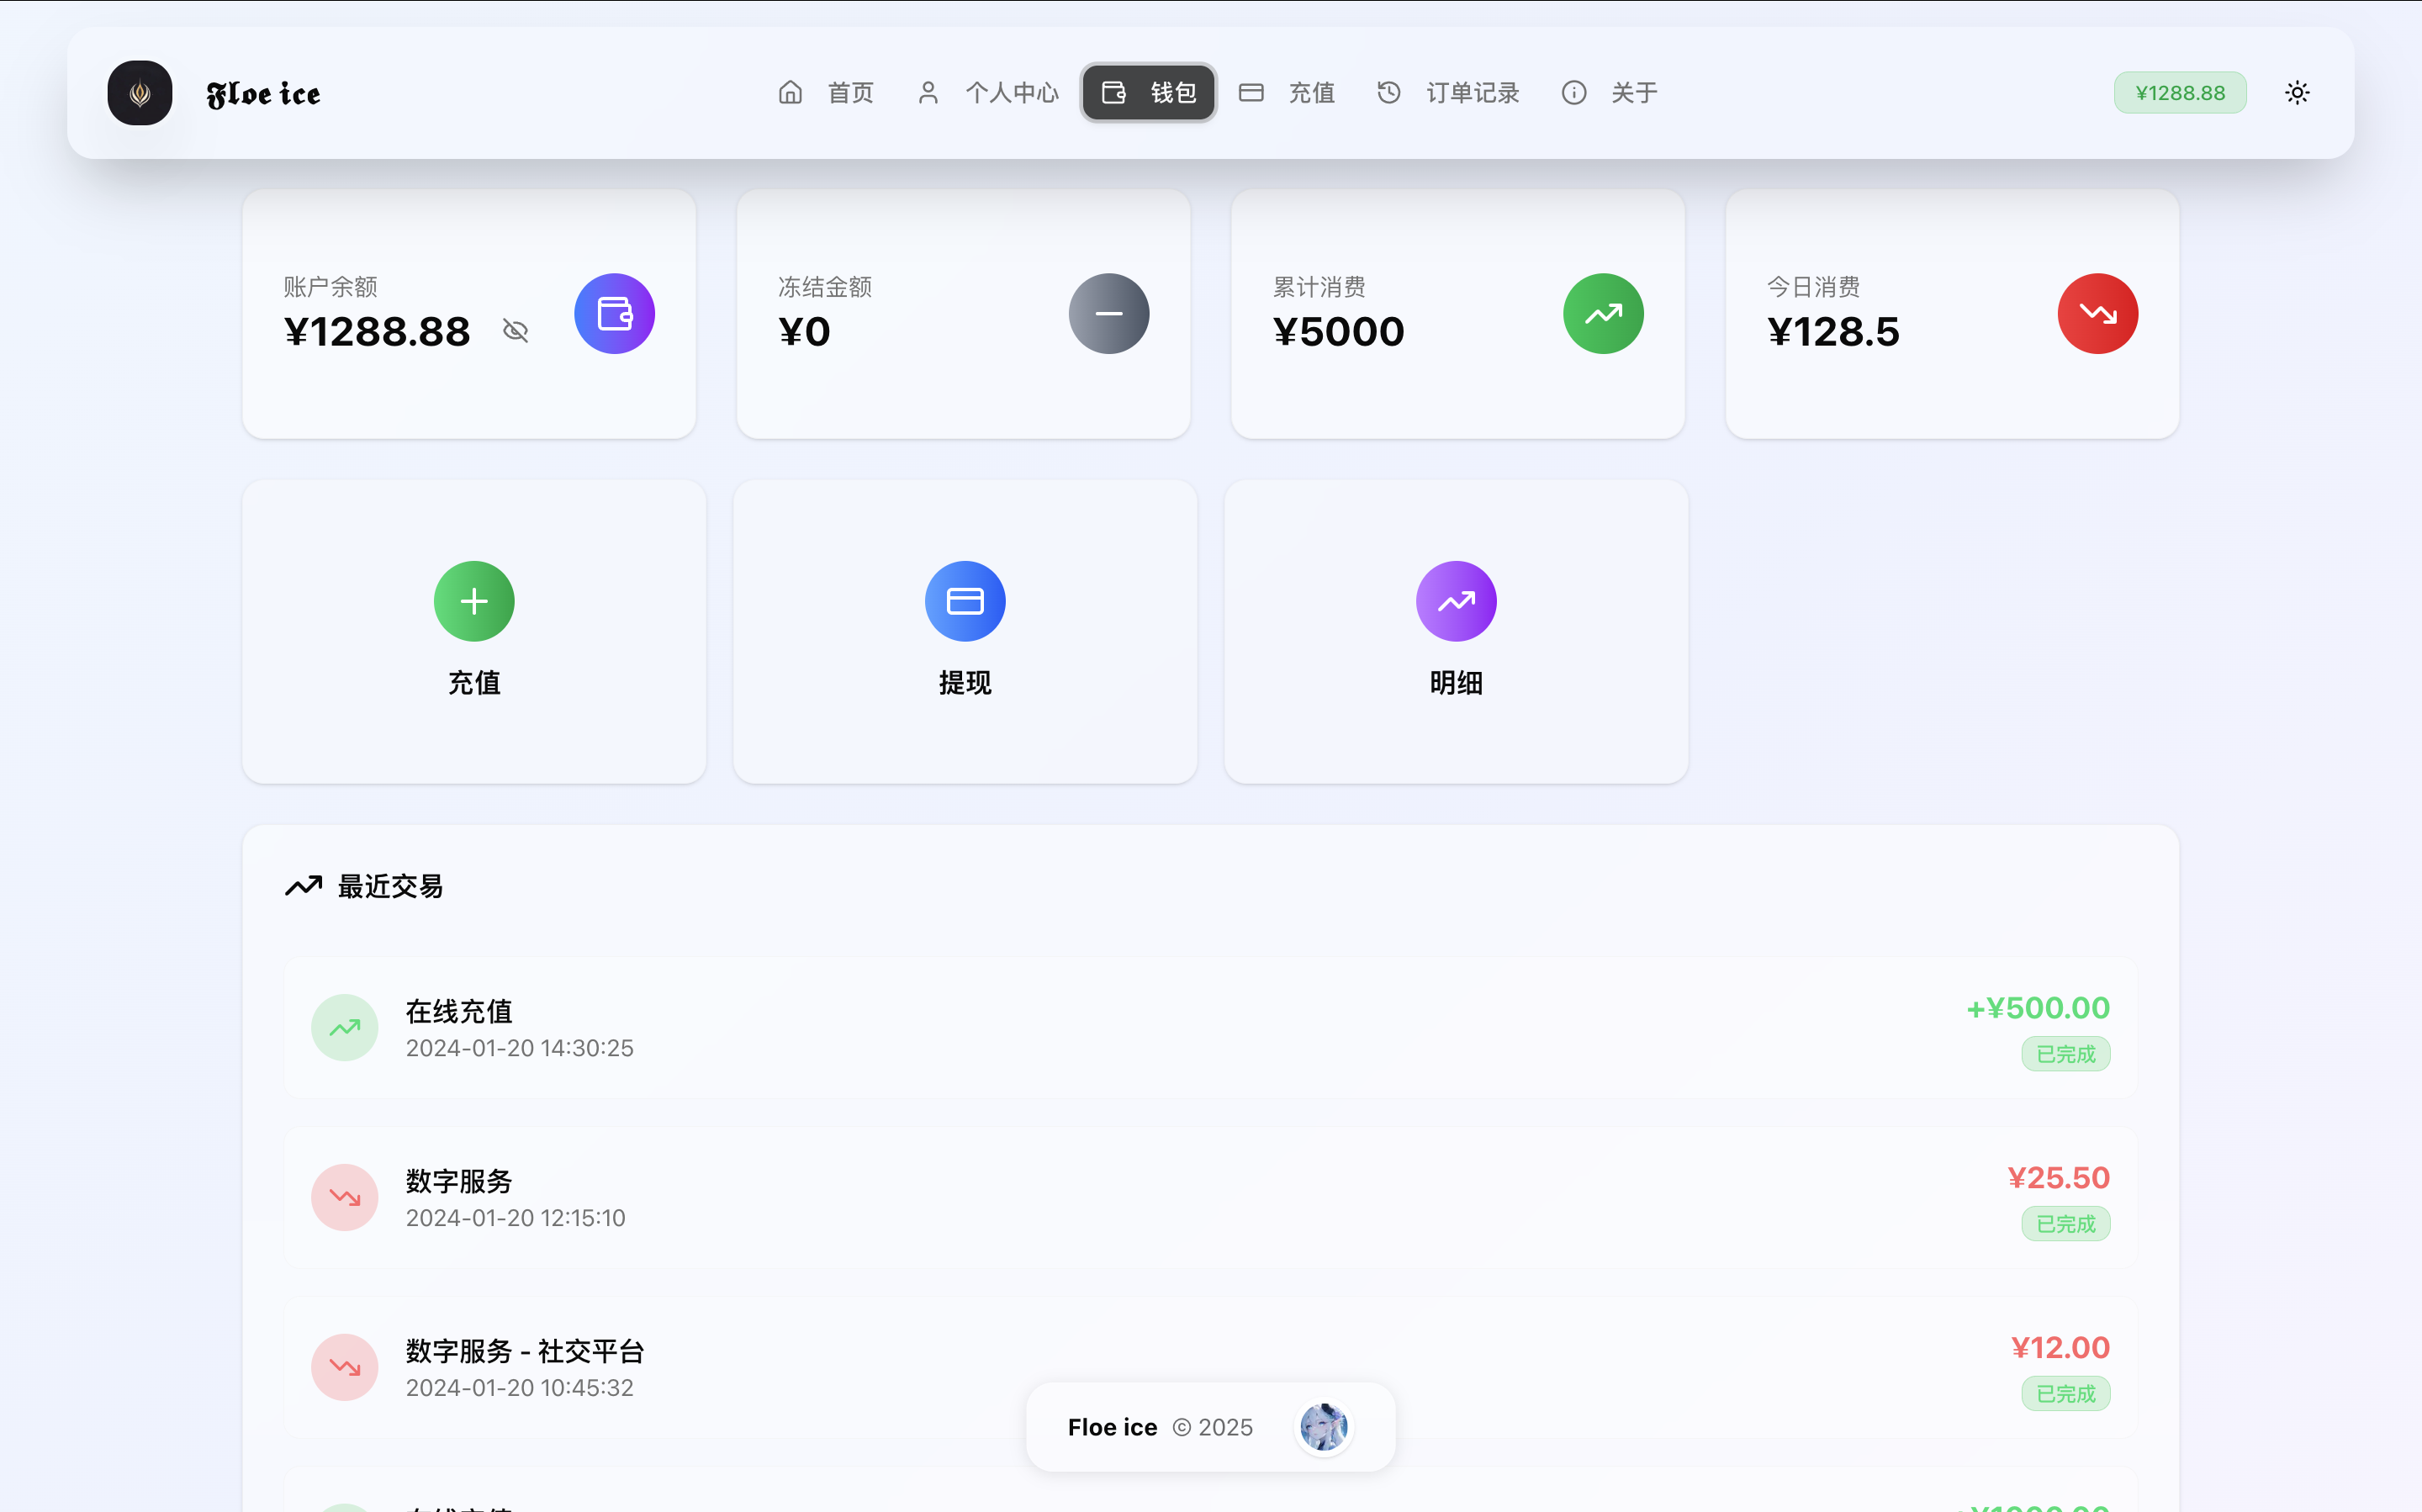 Floe ice
首页
个人中心
钱包
充值
订单记录
关于
¥1288.88
账户余额
¥1288.88
冻结金额
¥0
累计消费
¥5000
今日消费
¥128.5
充值
提现
明细
最近交易
在线充值
2024-01-20 14:30:25
+¥500.00
已完成
数字服务
2024-01-20 12:15:10
¥25.50
已完成
数字服务 - 社交平台
2024-01-20 10:45:32
¥12.00
已完成
Floe ice © 2025